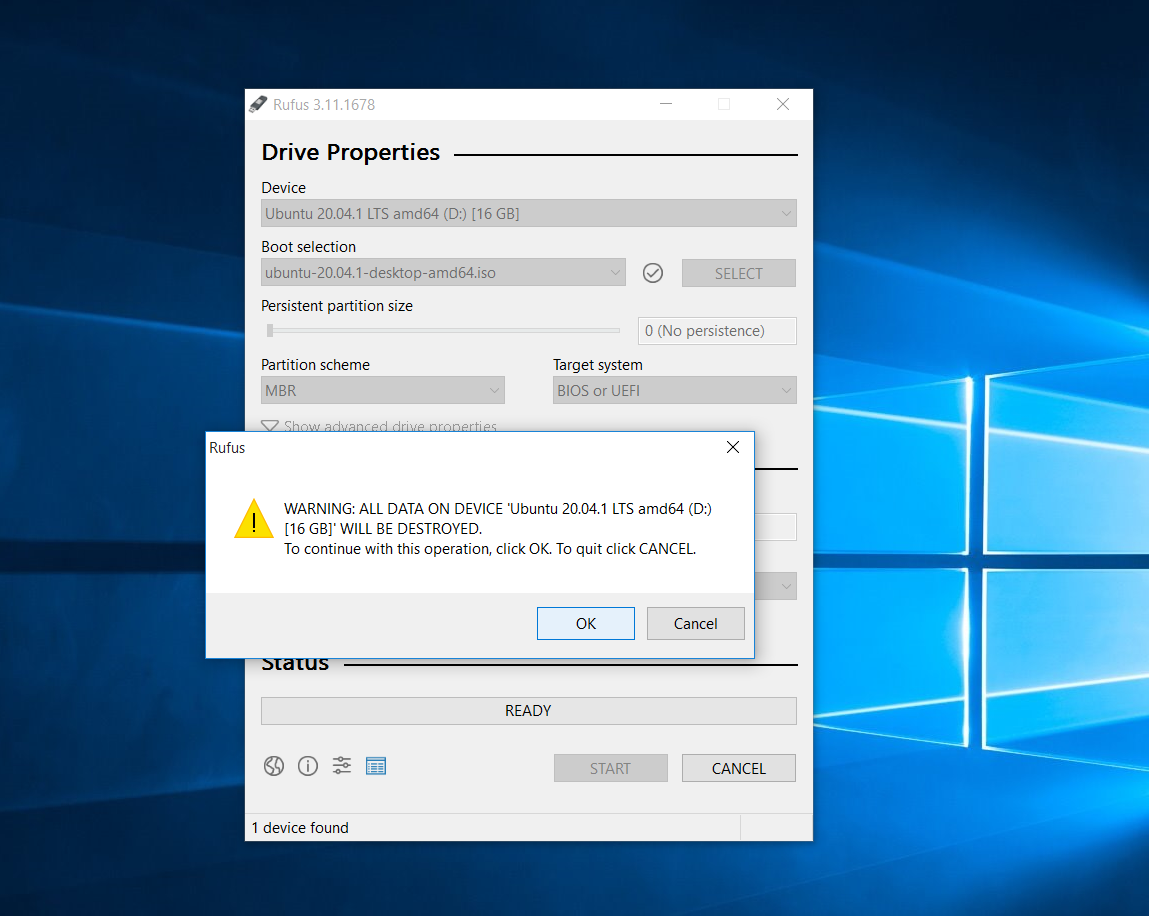 Rufus 3.11.1678
Drive Properties
Device
Ubuntu 20.04.1 LTS amd64 (D:) [16 GB]
Boot selection
ubuntu-20.04.1-desktop-amd64.iso
SELECT
Persistent partition size
0 (No persistence)
Partition scheme
Target system
MBR
BIOS or UEFI
Show advanced drive properties
Rufus
WARNING: ALL DATA ON DEVICE 'Ubuntu 20.04.1 LTS amd64 (D:)
[16 GB]' WILL BE DESTROYED.
To continue with this operation, click OK. To quit click CANCEL.
OK
Cancel
Status
READY
START
CANCEL
1 device found